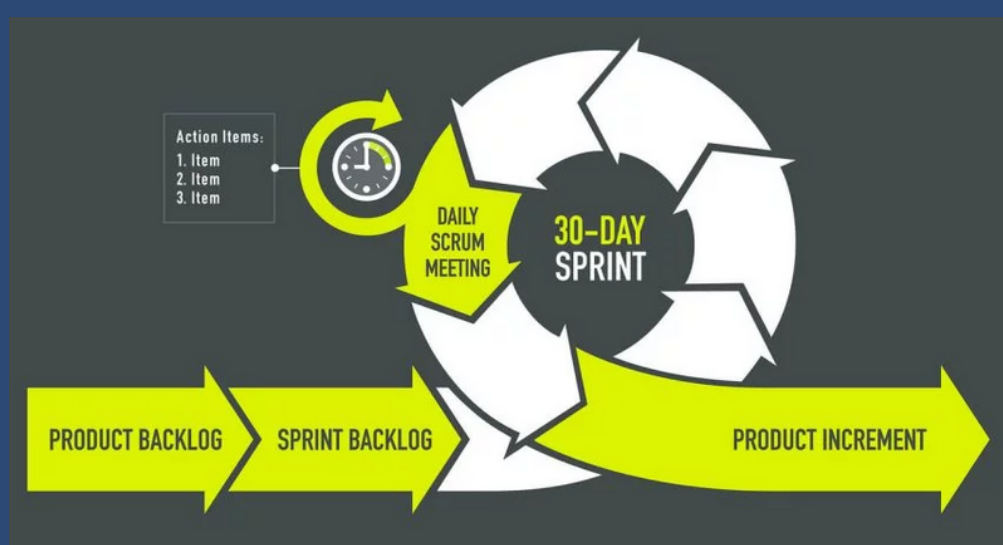 Action Items:
1. Item
2. Item
3. Item
DAILY
SCRUM
MEETING
30-DAY
SPRINT
PRODUCT BACKLOG
SPRINT BACKLOG
PRODUCT INCREMENT